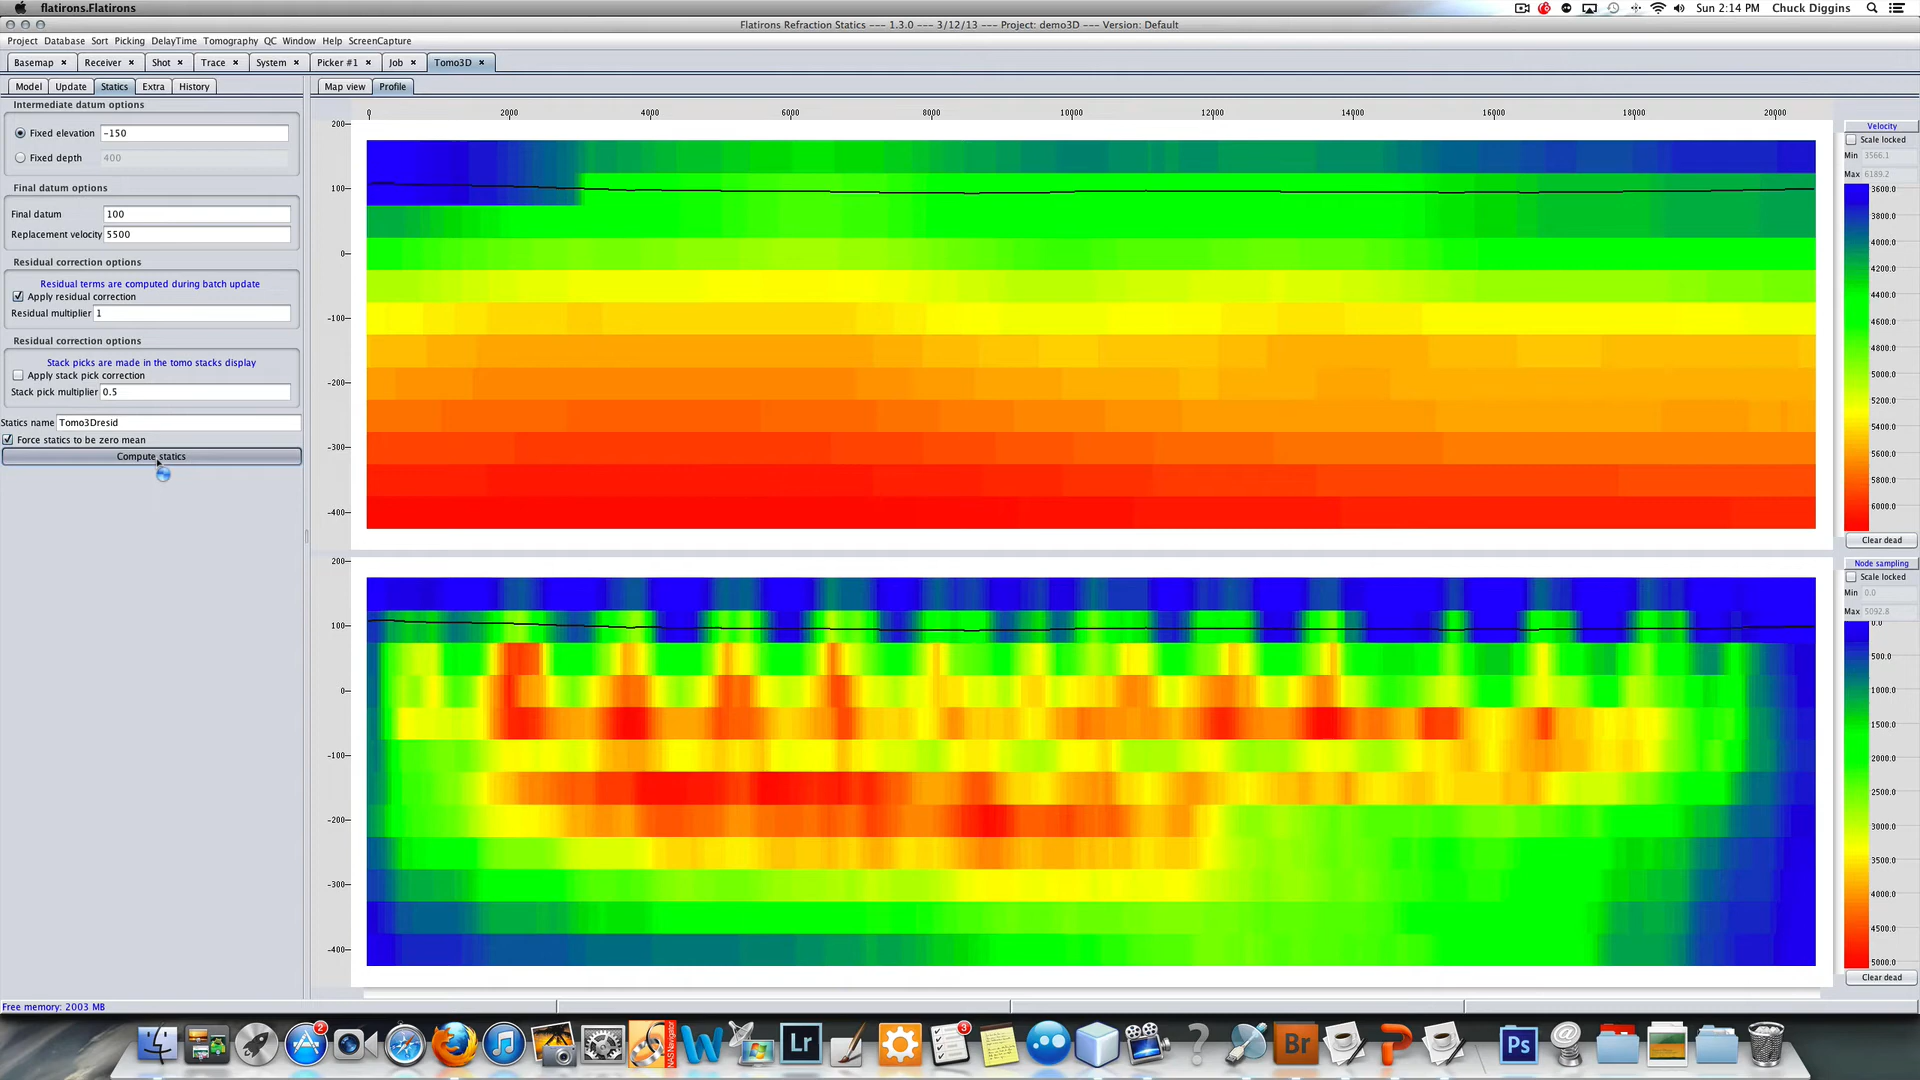 flatirons.Flatirons
Sun 2:14 PM Chuck Diggins
Flatirons Refraction Statics --- 1.3.0 --- 3/12/13 --- Project: demo3D --- Version: Default
Project Database Sort Picking DelayTime Tomography QC Window Help ScreenCapture
Basemap × Receiver × Shot × Trace × System × Picker #1 × Job × Tomo3D ×
Model Update Statics Extra History
Map view Profile
Intermediate datum options
Fixed elevation -150
Fixed depth 400
Final datum options
Final datum 100
Replacement velocity 5500
Residual correction options
Residual terms are computed during batch update
Apply residual correction
Residual multiplier 1
Residual correction options
Stack picks are made in the tomo stacks display
Apply stack pick correction
Stack pick multiplier 0.5
Statics name Tomo3Dresid
Force statics to be zero mean
Compute statics
0 2000 4000 6000 8000 10000 12000 14000 16000 18000 20000
200
100
0
-100
-200
-300
-400
Velocity
Scale locked
Min 3566.1
Max 6189.2
3600.0
3800.0
4000.0
4200.0
4400.0
4600.0
4800.0
5000.0
5200.0
5400.0
5600.0
5800.0
6000.0
Clear dead
200
100
0
-100
-200
-300
-400
Node sampling
Scale locked
Min 0.0
Max 5092.8
0.0
500.0
1000.0
1500.0
2000.0
2500.0
3000.0
3500.0
4000.0
4500.0
5000.0
Clear dead
Free memory: 2003 MB
2
NAS Navigator
W
Lr
3
?
Br
Ps
@